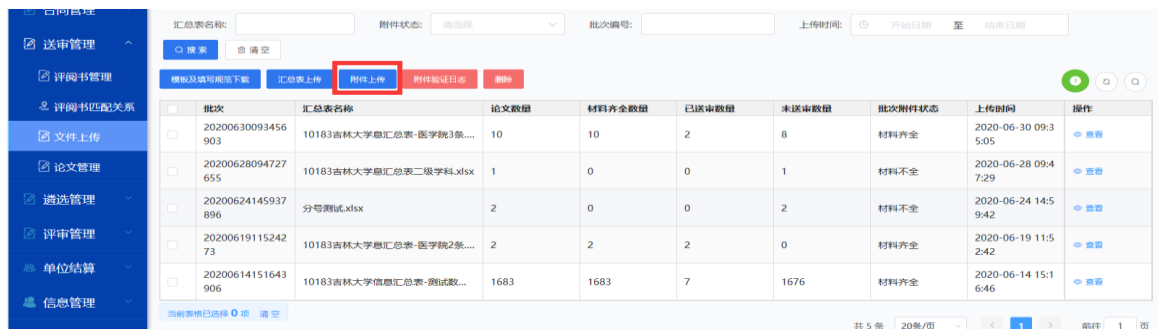 合同管理
送审管理
评阅书管理
评阅书匹配关系
文件上传
论文管理
遴选管理
评审管理
单位结算
信息管理
汇总表名称: 附件状态: 请选择 批次编号: 上传时间: 开始日期 至 结束日期
搜索 清空
模板及填写规范下载 汇总表上传 附件上传 附件验证日志 删除
批次 汇总表名称 论文数量 材料齐全数量 已送审数量 未送审数量 批次附件状态 上传时间 操作
20200630093456903 10183吉林大学息汇总表-医学院3条.... 10 10 2 8 材料齐全 2020-06-30 09:35:05 查看
20200628094727655 10183吉林大学息汇总表二级学科.xlsx 1 0 0 1 材料不全 2020-06-28 09:47:29 查看
20200624145937896 分号测试.xlsx 2 0 0 2 材料不全 2020-06-24 14:59:42 查看
2020061911524273 10183吉林大学息汇总表-医学院2条.... 2 2 2 0 材料齐全 2020-06-19 11:52:42 查看
20200614151643906 10183吉林大学信息汇总表-测试数... 1683 1683 7 1676 材料齐全 2020-06-14 15:16:46 查看
当前表格已选择 0 项 清空
共 5 条 20条/页 < 1 > 前往 1 页